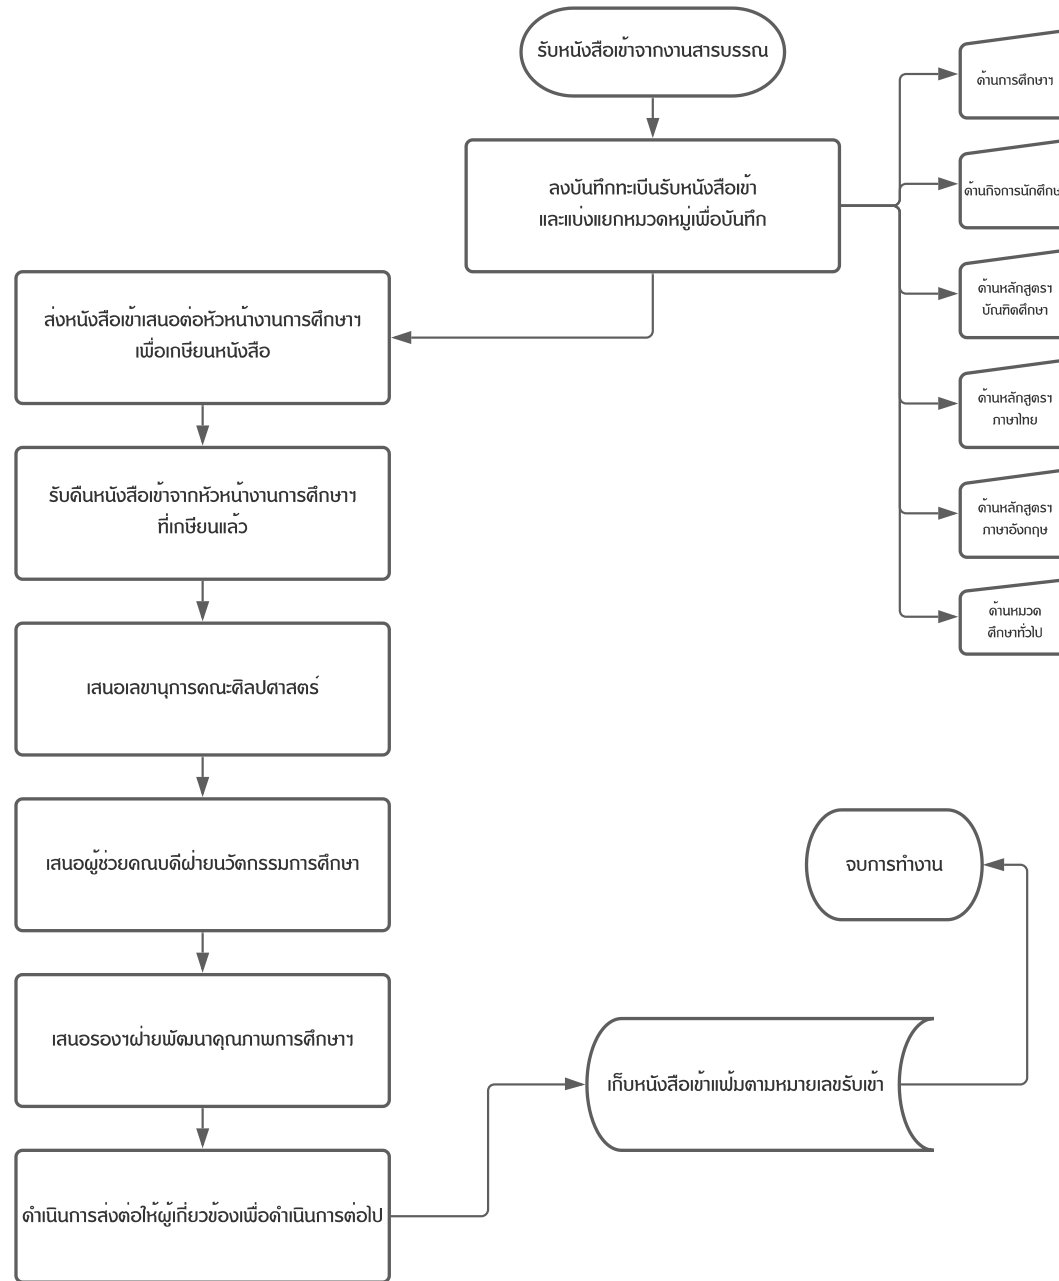 รับหนังสือเข้าจากงานสารบรรณ
ลงบันทึกทะเบีนรับหนังสือเข้า
และแบ่งแยกหมวดหมู่เพื่อบันทึก
ด้านการศึกษาฯ
ด้านกิจการนักศึกษ
ด้านหลักสูตรฯ
บัณฑิตศึกษา
ด้านหลักสูตรฯ
ภาษาไทย
ด้านหลักสูตรฯ
ภาษาอังกฤษ
ด้านหมวด
ศึกษาทั่วไป
ส่งหนังสือเข้าเสนอต่อหัวหน้างานการศึกษาฯ
เพื่อเกษียนหนังสือ
รับคืนหนังสือเข้าจากหัวหน้างานการศึกษาฯ
ที่เกษียนแล้ว
เสนอเลขานุการคณะศิลปศาสตร์
เสนอผู้ช่วยคณบดีฝ่ายนวัตกรรมการศึกษา
เสนอรองฯฝ่ายพัฒนาคุณภาพการศึกษาฯ
ดำเนินการส่งต่อให้ผู้เกี่ยวข้องเพื่อดำเนินการต่อไป
เก็บหนังสือเข้าแฟ้มตามหมายเลขรับเข้า
จบการทำงาน